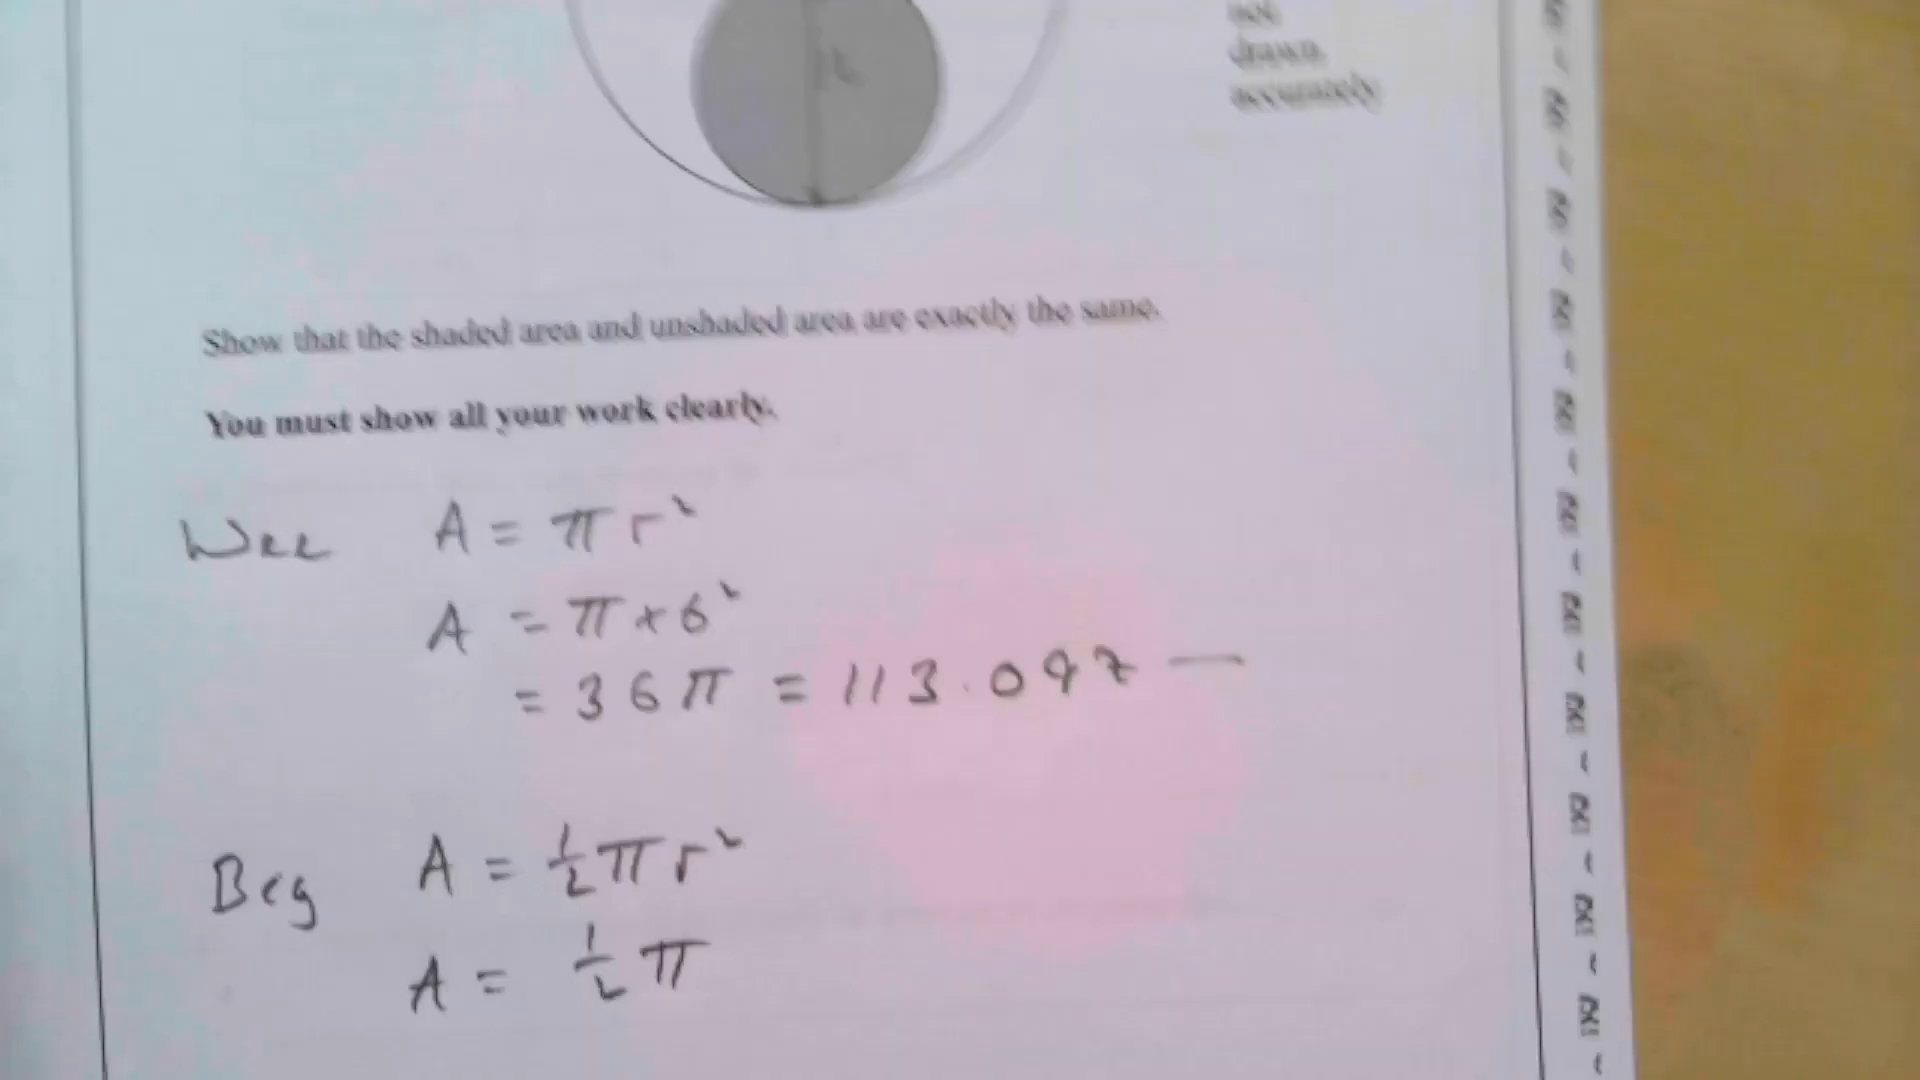 not
drawn
accurately
12
Show that the shaded area and unshaded area are exactly the same.
You must show all your work clearly.
Wee A = πr²
A = π × 6²
= 36π = 113.097 —
Big A = ½πr²
A = ½π